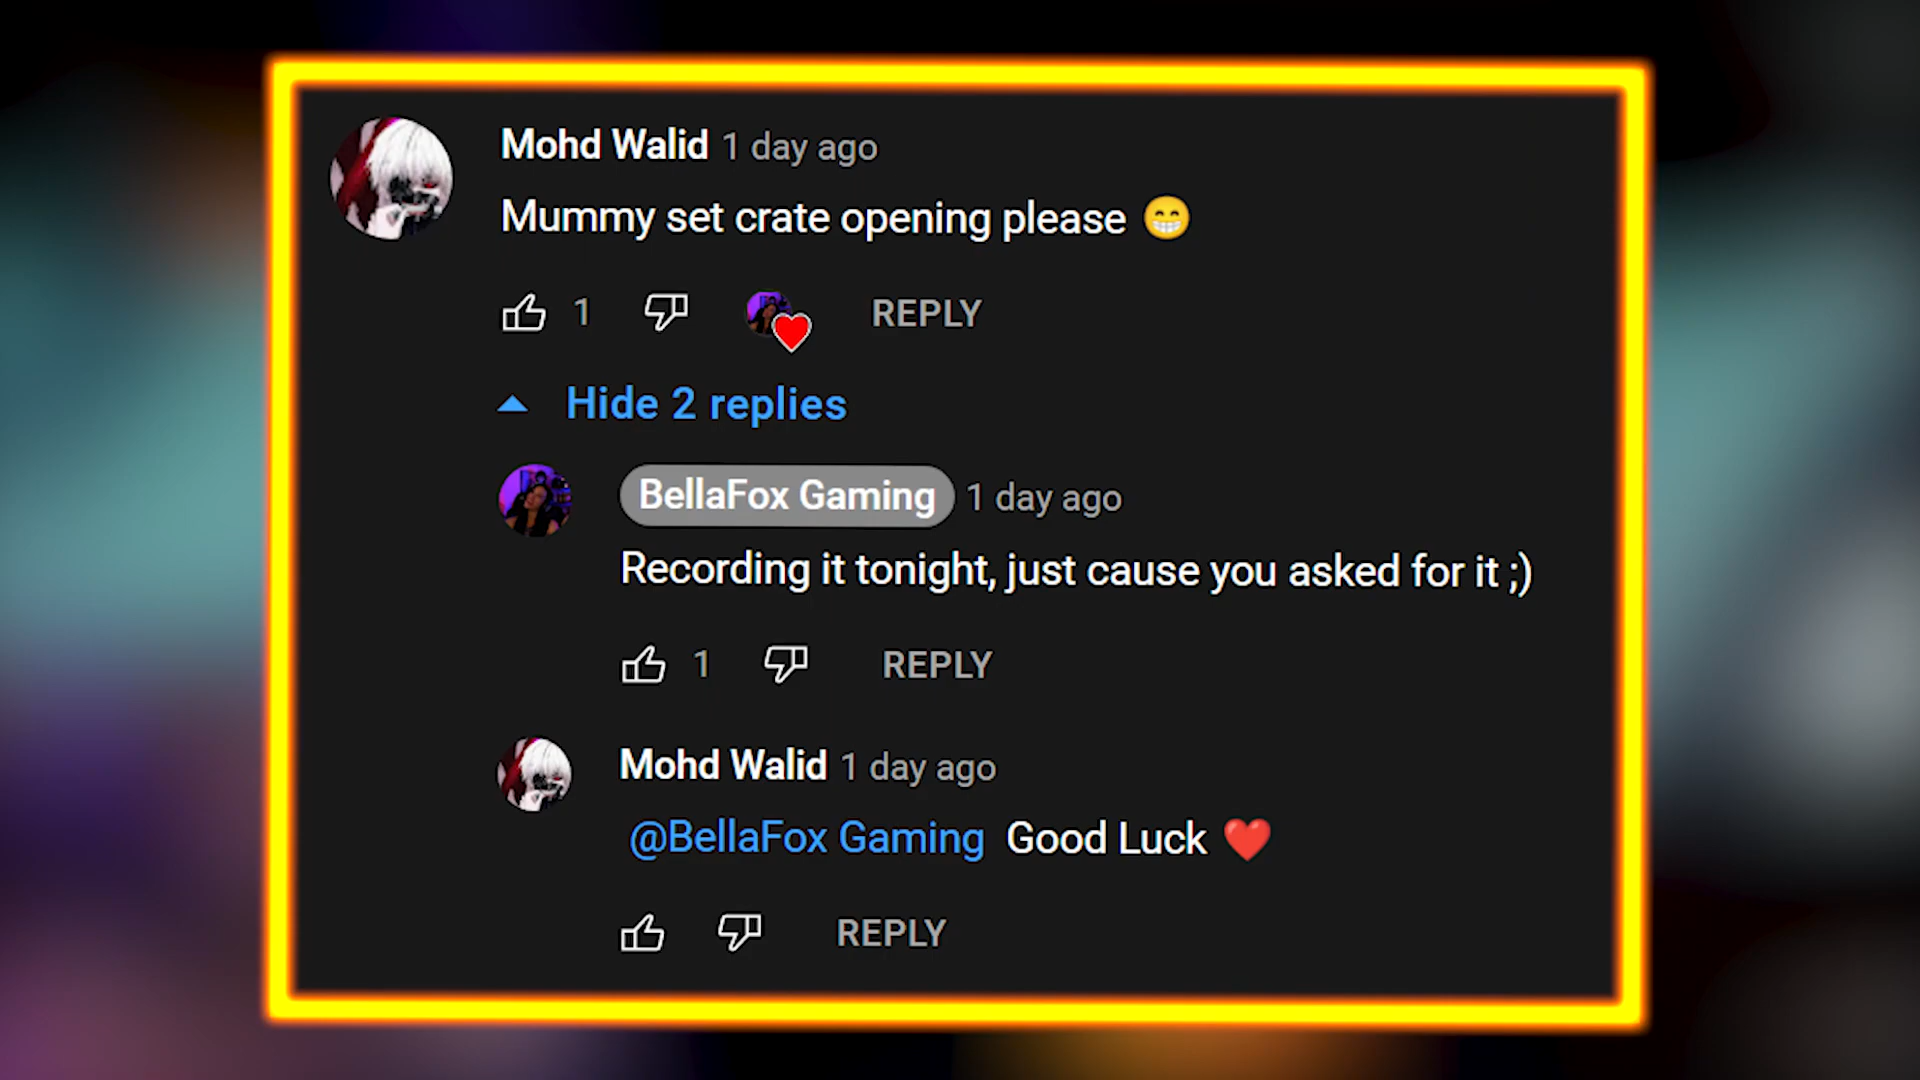 Mohd Walid 1 day ago
Mummy set crate opening please 😁
1 REPLY
Hide 2 replies
BellaFox Gaming 1 day ago
Recording it tonight, just cause you asked for it ;)
1 REPLY
Mohd Walid 1 day ago
@BellaFox Gaming Good Luck ❤️
REPLY